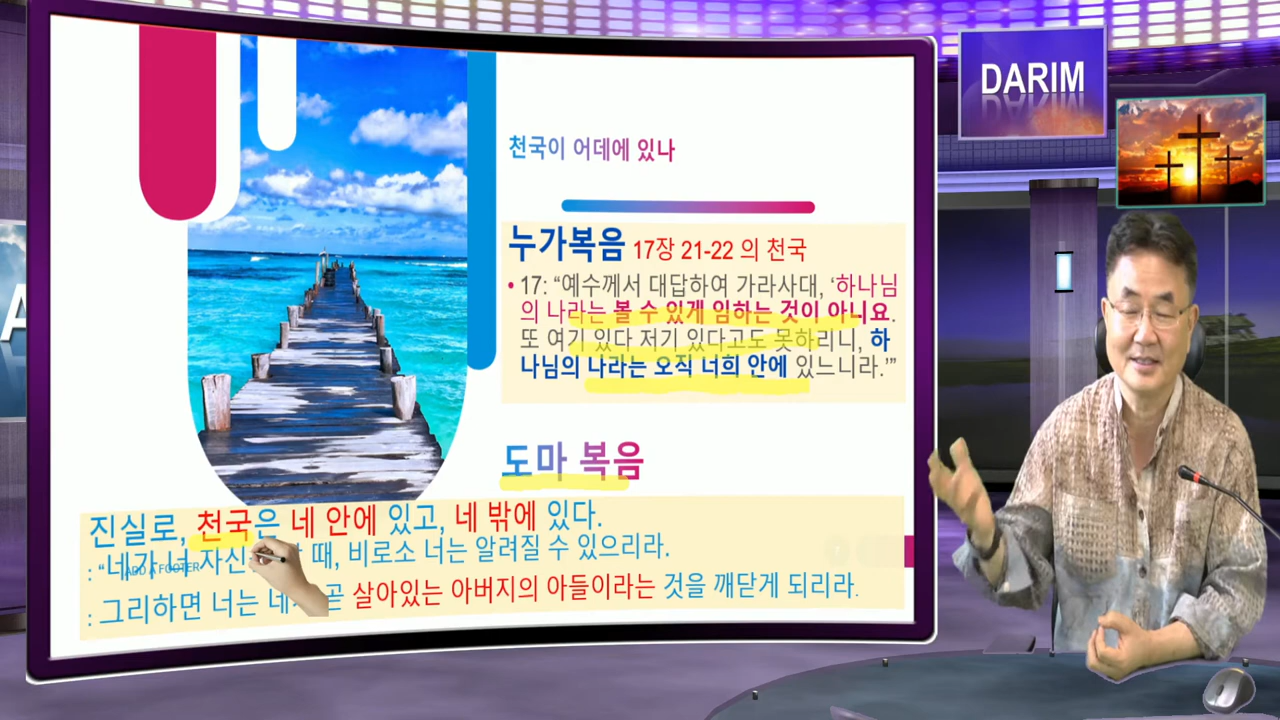 DARIM
천국이 어데에 있나
누가복음 17장 21-22 의 천국
• 17: “예수께서 대답하여 가라사대, ‘하나님
의 나라는 볼 수 있게 임하는 것이 아니요.
또 여기 있다 저기 있다고도 못하리니, 하
나님의 나라는 오직 너희 안에 있느니라.’”
도마 복음
진실로, 천국은 네 안에 있고, 네 밖에 있다.
: “네가 너 자신 때, 비로소 너는 알려질 수 있으리라.
ADD A FOOTER
: 그리하면 너는 곧 살아있는 아버지의 아들이라는 것을 깨닫게 되리라.
A